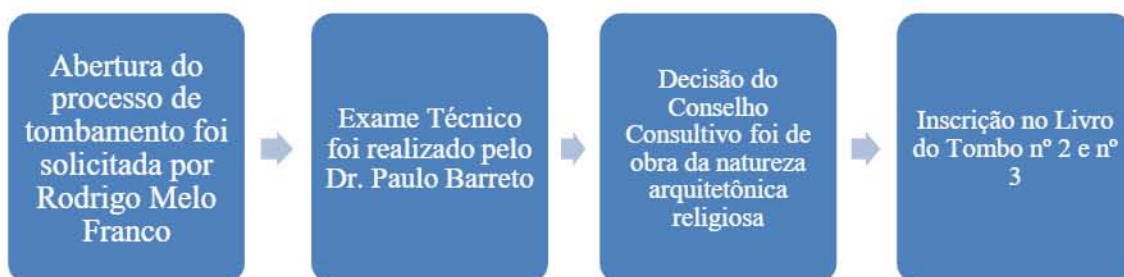 Abertura do
processo de
tombamento foi
solicitada por
Rodrigo Melo
Franco
Exame Técnico
foi realizado pelo
Dr. Paulo Barreto
Decisão do
Conselho
Consultivo foi de
obra da natureza
arquitetônica
religiosa
Inscrição no Livro
do Tombo nº 2 e nº
3